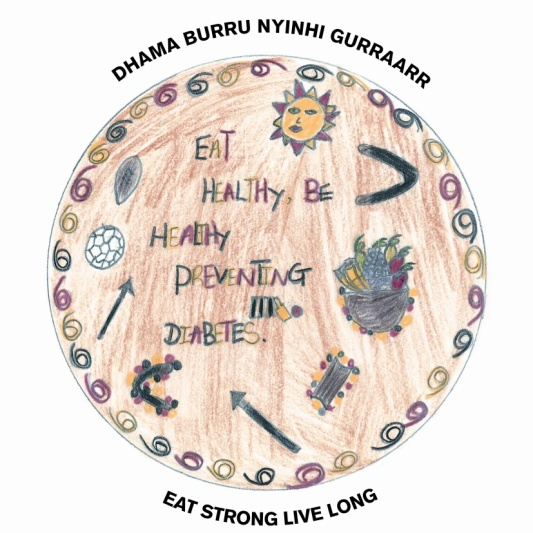 DHAMA BURRU NYINHI GURRAARR
EAT
HEALTHY, BE
HEALTHY
PREVENTING
DIABETES.
EAT STRONG LIVE LONG